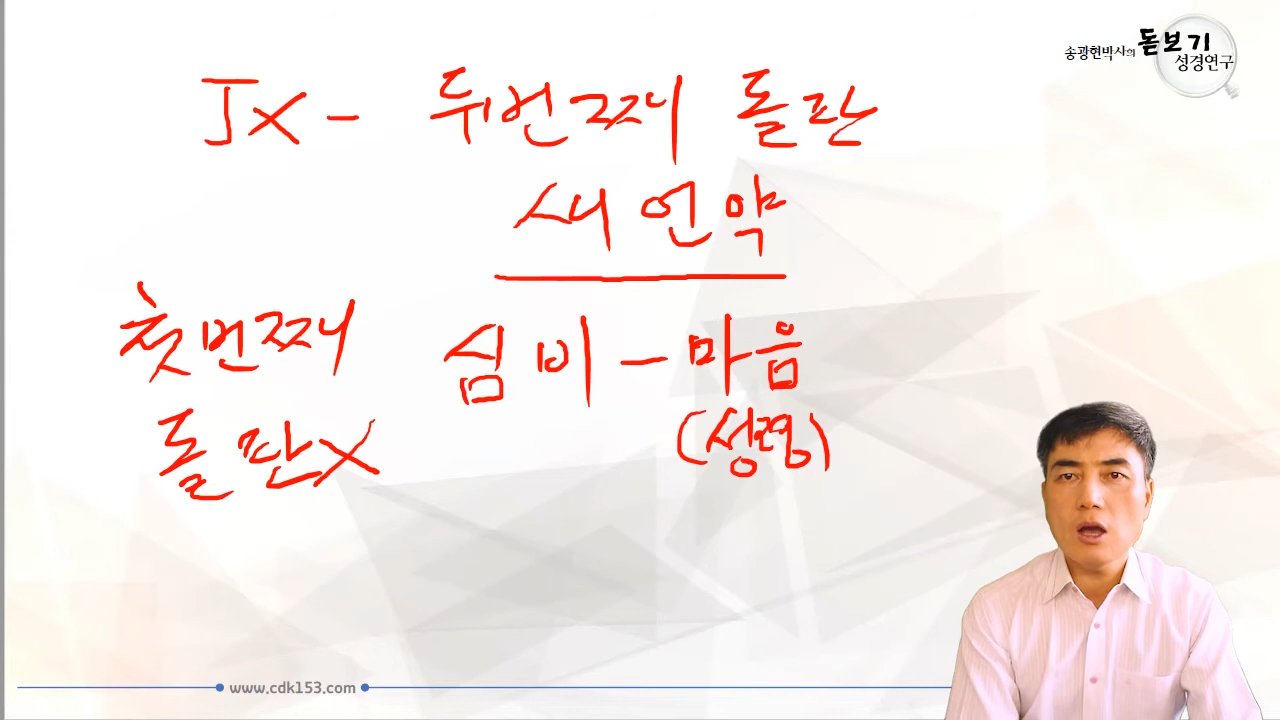 송광현박사의 돋보기
성경연구
JX - 두번째 돌판
새 언약
첫번째
돌판X
심비 - 마음
(성령)
www.cdk153.com